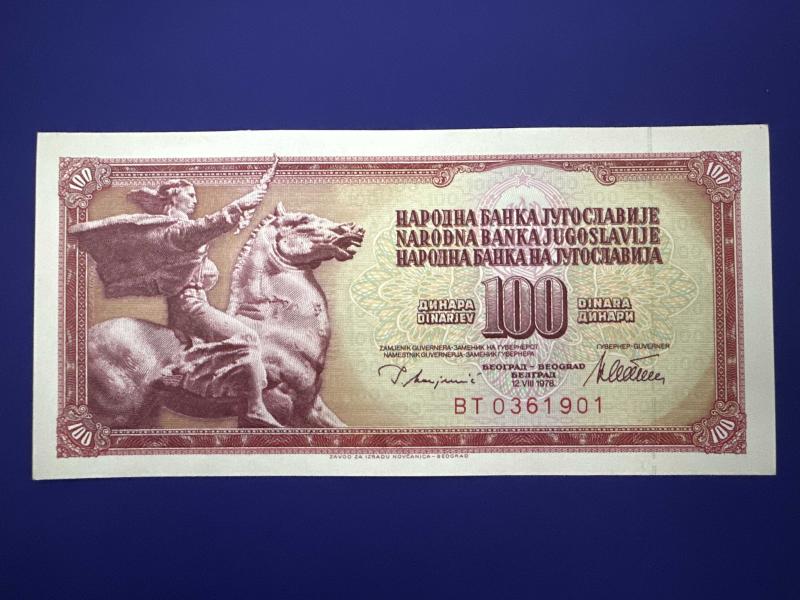 100 100
НАРОДНА БАНКА ЈУГОСЛАВИЈЕ
NARODNA BANKA JUGOSLAVIJE
НАРОДНА БАНКА НА ЈУГОСЛАВИЈА
ДИНАРА 100 DINARA
DINARJEV ДИНАРИ
ZAMJENIK GUVERNERA-ЗАМЕНИК НА ГУВЕРНЕРОТ ГУВЕРНЕР-GUVERNER
NAMESTNIK GUVERNERJA-ЗАМЕНИК ГУВЕРНЕРА
БЕОГРАД – BEOGRAD
БЕЛГРАД
12.VIII 1978.
BT 0361901
100 100
ZAVOD ZA IZRADU NOVČANICA – BEOGRAD